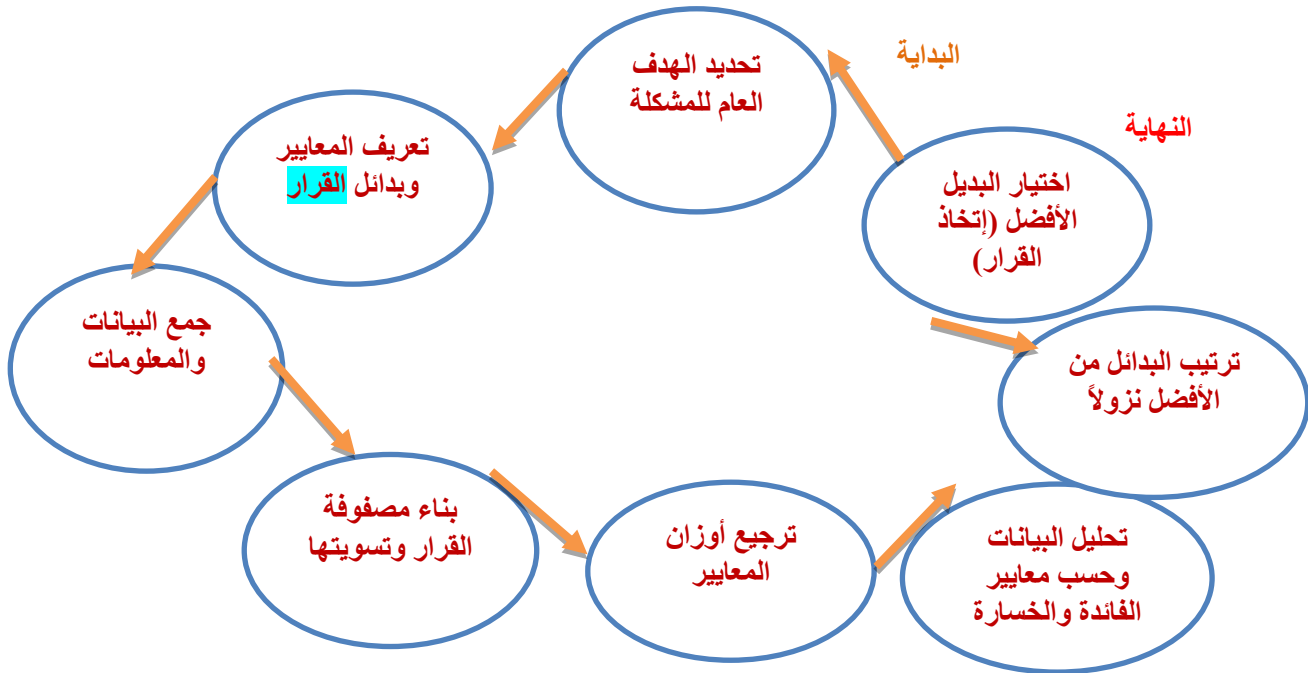 البداية
تحديد الهدف
العام للمشكلة
تعريف المعايير
وبدائل القرار
جمع البيانات
والمعلومات
بناء مصفوفة
القرار وتسويتها
ترجيع أوزان
المعايير
تحليل البيانات
وحسب معايير
الفائدة والخسارة
ترتيب البدائل من
الأفضل نزولاً
اختيار البديل
الأفضل (إتخاذ
القرار)
النهاية